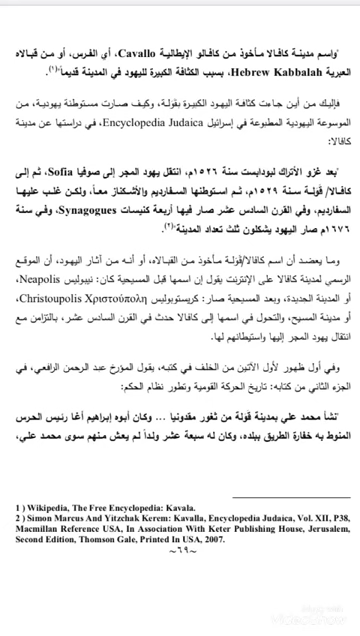 "واسم مدينة كافالا مأخوذ من كافالو الإيطالية Cavallo، أي الفرس، أو من قبالاه
العبرية Hebrew Kabbalah، بسبب الكثافة الكبيرة لليهود في المدينة قديماً"(١).
فإليك من أين جاءت كثافة اليهود الكبيرة بقولة، وكيف صارت مستوطنة يهودية، من
الموسوعة اليهودية المطبوعة في إسرائيل Encyclopedia Judaica، في دراستها عن مدينة
كافالا:
"بعد غزو الأتراك لبودابست سنة ١٥٢٦م، انتقل يهود المجر إلى صوفيا Sofia، ثم إلى
كافالا/ قولة سنة ١٥٢٩م، ثم استوطنها السفارديم والأشكناز معاً، ولكن غلب عليها
السفارديم، وفي القرن السادس عشر صار فيها أربعة كنيسات Synagogues، وفي سنة
١٦٧٦م صار اليهود يشكلون ثلث تعداد المدينة"(٢).
وما يعضد أن اسم كافالا/قولة مأخوذ من القبالاه، أو أنه من آثار اليهود، أن الموقع
الرسمي لمدينة كافالا على الإنترنت يقول إن اسمها قبل المسيحية كان: نيبوليس Neapolis،
أو المدينة الجديدة، وبعد المسيحية صار: كريستوبوليس Christoupolis Χριστούπολη،
أو مدينة المسيح، والتحول في اسمها إلى كافالا حدث في القرن السادس عشر، بالتزامن مع
انتقال يهود المجر إليها واستيطانهم لها.
وفي أول ظهور لأول الآتين من الخلف في كتبه، يقول المؤرخ عبد الرحمن الرافعي، في
الجزء الثاني من كتابه: تاريخ الحركة القومية وتطور نظام الحكم:
"نشأ محمد علي بمدينة قولة من ثغور مقدونيا ... وكان أبوه إبراهيم أغا رئيس الحرس
المنوط به خفارة الطريق ببلده، وكان له سبعة عشر ولداً لم يعش منهم سوى محمد علي،
1 ) Wikipedia, The Free Encyclopedia: Kavala.
2 ) Simon Marcus And Yitzchak Kerem: Kavalla, Encyclopedia Judaica, Vol. XII, P38,
Macmillan Reference USA, In Association With Keter Publishing House, Jerusalem,
Second Edition, Thomson Gale, Printed In USA, 2007.
~٦٩~
Made With
VideoShow